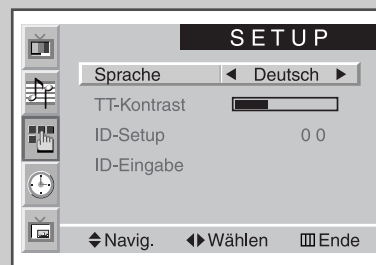 SETUP
Sprache ◀ Deutsch ▶
TT-Kontrast
ID-Setup 0 0
ID-Eingabe
Navig. Wählen Ende